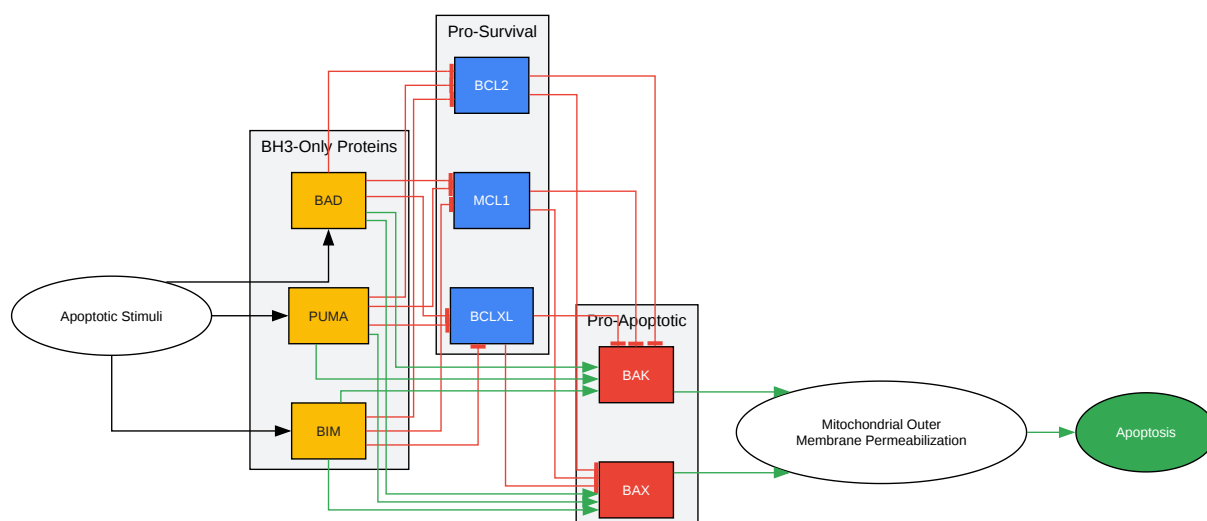 Pro-Survival
BCL2
BH3-Only Proteins
BAD
MCL1
Apoptotic Stimuli
PUMA
BCLXL
Pro-Apoptotic
BAK
BIM
Mitochondrial Outer
Membrane Permeabilization
Apoptosis
BAX